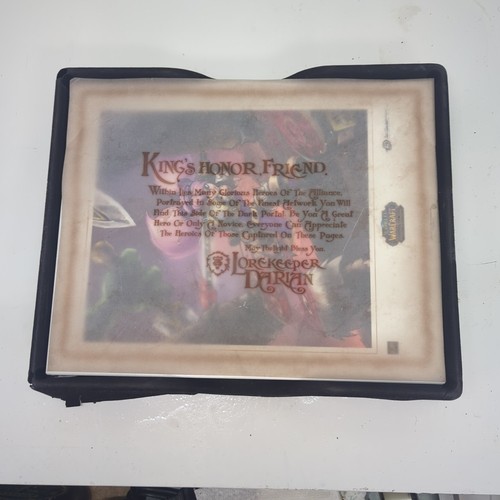 King's honor, Friend,
Within Lie Many Glorious Heroes Of The Alliance,
Portrayed In Some Of The Finest Artwork You Will
Find This Side Of The Dark Portal. Be You A Great
Hero Or Only A Novice, Everyone Can Appreciate
The Heroics Of Those Captured On These Pages.
May The Light Bless You,
Lorekeeper
Darian
WARCRAFT